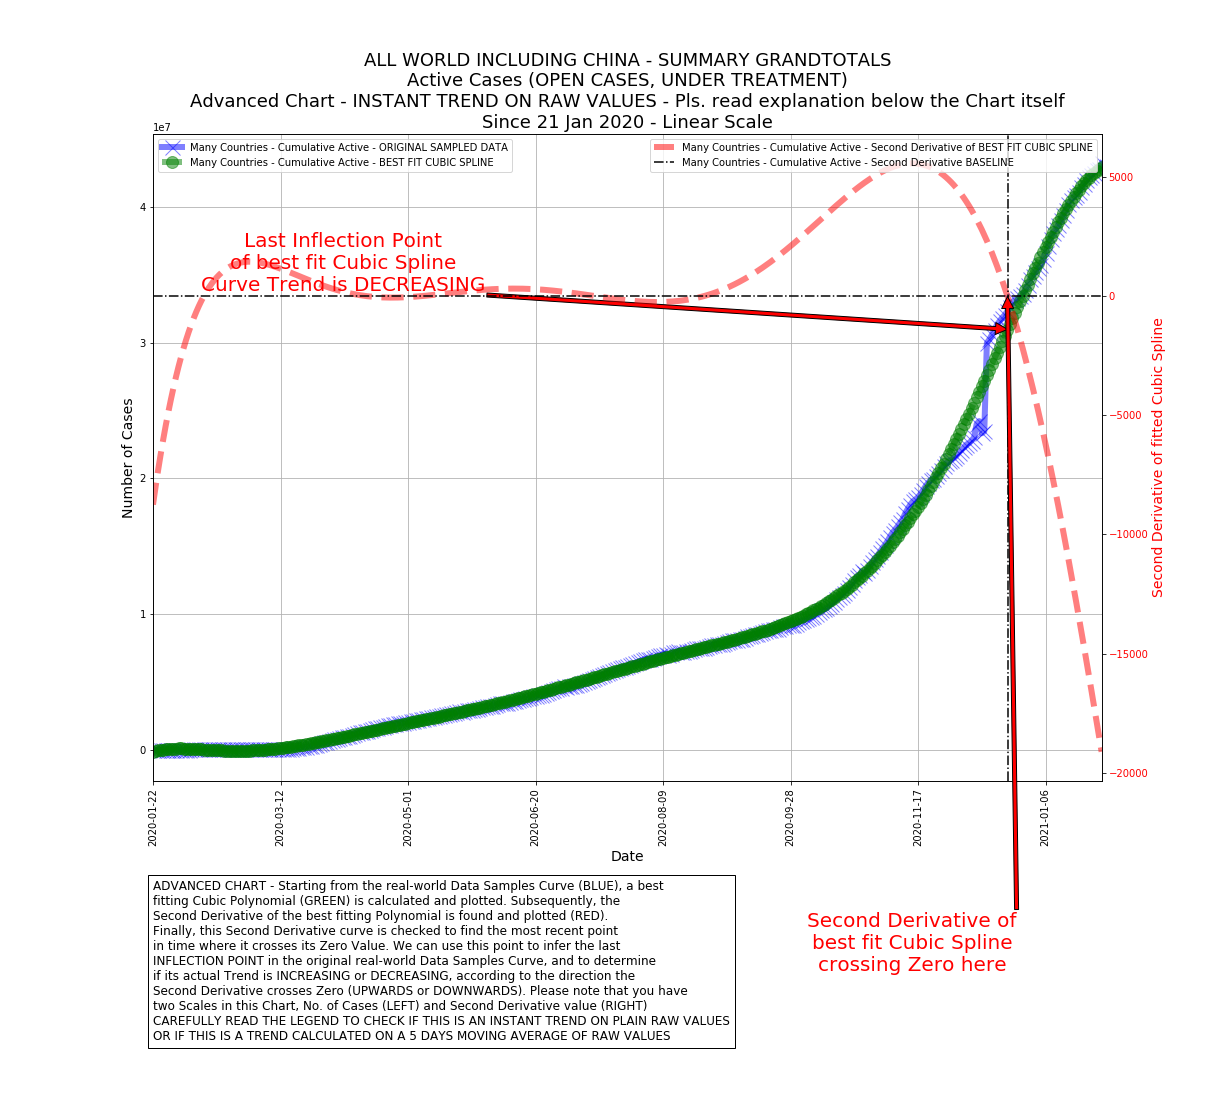 ALL WORLD INCLUDING CHINA - SUMMARY GRANDTOTALS
Active Cases (OPEN CASES, UNDER TREATMENT)
Advanced Chart - INSTANT TREND ON RAW VALUES - Pls. read explanation below the Chart itself
Since 21 Jan 2020 - Linear Scale
1e7
Many Countries - Cumulative Active - ORIGINAL SAMPLED DATA
Many Countries - Cumulative Active - BEST FIT CUBIC SPLINE
Many Countries - Cumulative Active - Second Derivative of BEST FIT CUBIC SPLINE
Many Countries - Cumulative Active - Second Derivative BASELINE
Last Inflection Point
of best fit Cubic Spline
Curve Trend is DECREASING
Number of Cases
4
3
2
1
0
5000
0
−5000
−10000
−15000
−20000
Second Derivative of fitted Cubic Spline
2020-01-22
2020-03-12
2020-05-01
2020-06-20
2020-08-09
2020-09-28
2020-11-17
2021-01-06
Date
ADVANCED CHART - Starting from the real-world Data Samples Curve (BLUE), a best
fitting Cubic Polynomial (GREEN) is calculated and plotted. Subsequently, the
Second Derivative of the best fitting Polynomial is found and plotted (RED).
Finally, this Second Derivative curve is checked to find the most recent point
in time where it crosses its Zero Value. We can use this point to infer the last
INFLECTION POINT in the original real-world Data Samples Curve, and to determine
if its actual Trend is INCREASING or DECREASING, according to the direction the
Second Derivative crosses Zero (UPWARDS or DOWNWARDS). Please note that you have
two Scales in this Chart, No. of Cases (LEFT) and Second Derivative value (RIGHT)
CAREFULLY READ THE LEGEND TO CHECK IF THIS IS AN INSTANT TREND ON PLAIN RAW VALUES
OR IF THIS IS A TREND CALCULATED ON A 5 DAYS MOVING AVERAGE OF RAW VALUES
Second Derivative of
best fit Cubic Spline
crossing Zero here